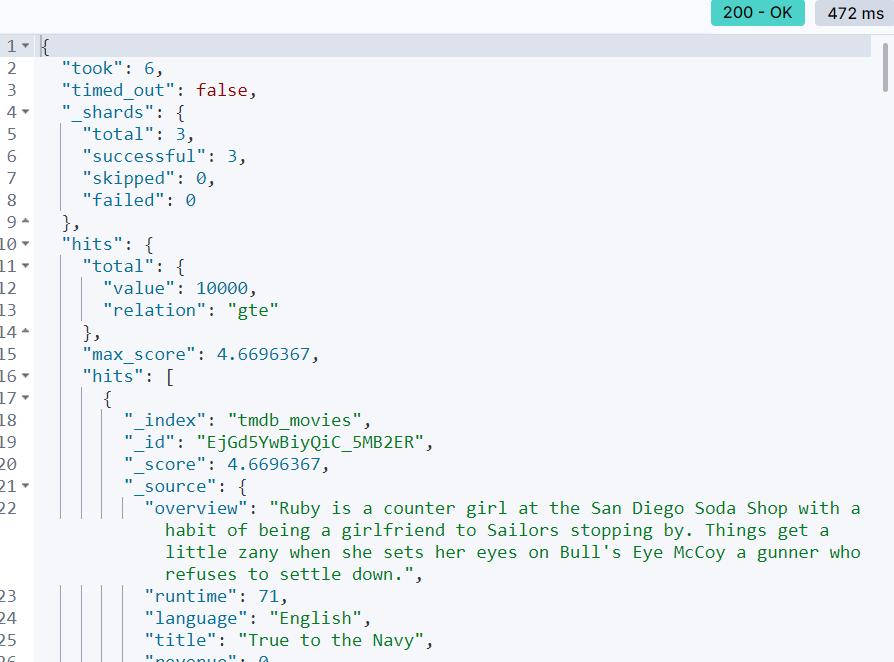 200 - OK 472 ms
1 {
2 "took": 6,
3 "timed_out": false,
4 "_shards": {
5 "total": 3,
6 "successful": 3,
7 "skipped": 0,
8 "failed": 0
9 },
10 "hits": {
11 "total": {
12 "value": 10000,
13 "relation": "gte"
14 },
15 "max_score": 4.6696367,
16 "hits": [
17 {
18 "_index": "tmdb_movies",
19 "_id": "EjGd5YwBiyQiC_5MB2ER",
20 "_score": 4.6696367,
21 "_source": {
22 "overview": "Ruby is a counter girl at the San Diego Soda Shop with a
habit of being a girlfriend to Sailors stopping by. Things get a
little zany when she sets her eyes on Bull's Eye McCoy a gunner who
refuses to settle down.",
23 "runtime": 71,
24 "language": "English",
25 "title": "True to the Navy",
26 "revenue": 0